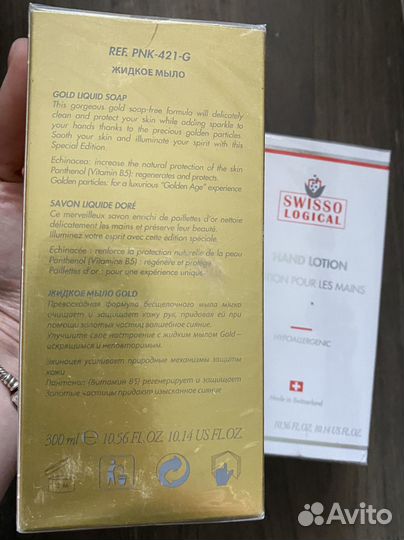 REF. PNK-421-G
ЖИДКОЕ МЫЛО
GOLD LIQUID SOAP
This gorgeous gold soap-free formula will delicately
clean and protect your skin while adding sparkle to
your hands thanks to the precious golden particles.
Sooth your skin and illuminate your spirit with this
Special Edition.
Echinacea: increase the natural protection of the skin
Panthenol (Vitamin B5): regenerates and protects.
Golden particles: for a luxurious "Golden Age" experience
SAVON LIQUIDE DORÉ
Ce merveilleux savon enrichi de paillettes d'or nettoie
délicatement les mains et préserve leur beauté.
Illuminez votre esprit avec cette édition spéciale.
Echinacée : renforce la protection naturelle de la peau
Panthenol (Vitamine B5) : régénère et protège
Paillettes d'or : pour une expérience unique.
ЖИДКОЕ МЫЛО GOLD
Превосходная формула бесщелочного мыла мягко
очищает и защищает кожу рук, придавая ей при
помощи золотых частиц волшебное сияние.
Улучшите свое настроение с жидким мылом Gold –
искрящимся и неповторимым.
Эхинацея усиливает природные механизмы защиты
кожи
Пантенол (Витамин B5) регенерирует и защищает
Золотые частицы придают изысканное сияние
300 ml ℮ 10.56 FL.OZ. 10.14 US FL.OZ.
SWISSO
LOGICAL
HAND LOTION
TION POUR LES MAINS
HYPOALLERGENIC
Made in Switzerland
10.56 FL.OZ. 10.14 US FL.OZ.
Avito